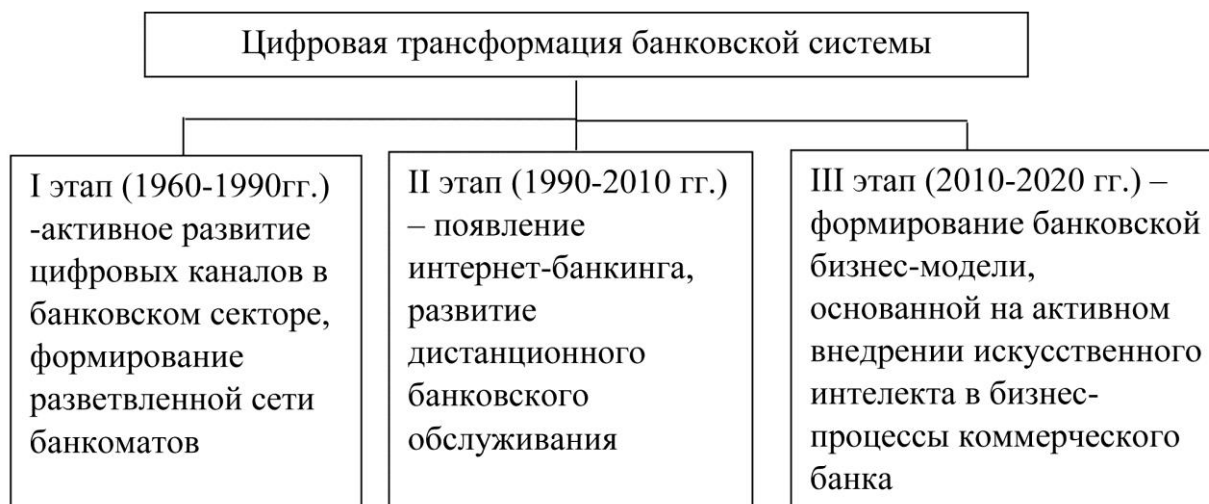 Цифровая трансформация банковской системы
I этап (1960-1990гг.)
-активное развитие
цифровых каналов в
банковском секторе,
формирование
разветвленной сети
банкоматов
II этап (1990-2010 гг.)
– появление
интернет-банкинга,
развитие
дистанционного
банковского
обслуживания
III этап (2010-2020 гг.) –
формирование банковской
бизнес-модели,
основанной на активном
внедрении искусственного
интелекта в бизнес-
процессы коммерческого
банка